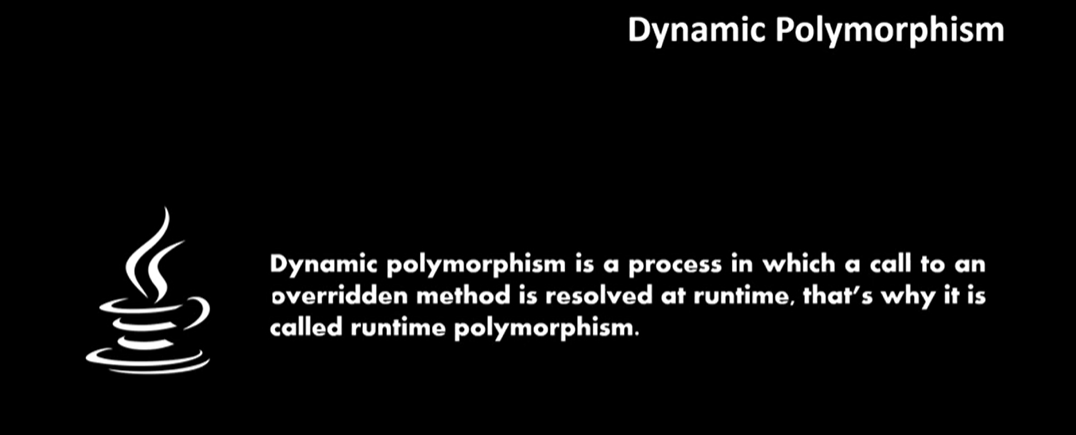 Dynamic Polymorphism
Dynamic polymorphism is a process in which a call to an
overridden method is resolved at runtime, that's why it is
called runtime polymorphism.